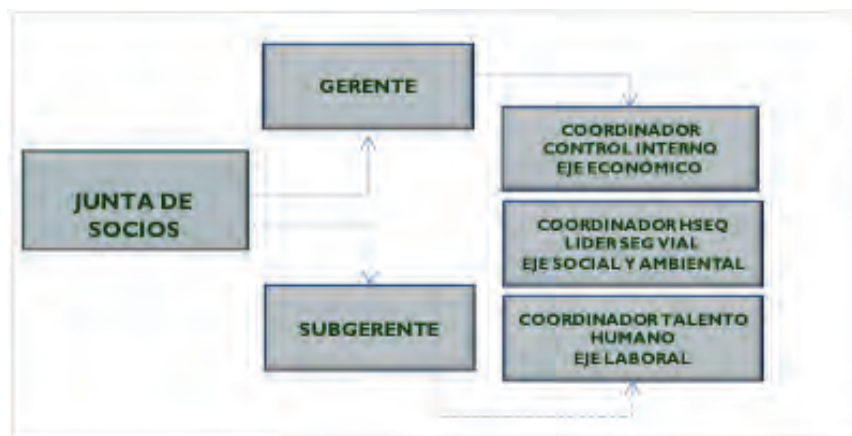 GERENTE
COORDINADOR
CONTROL INTERNO
EJE ECONÓMICO
JUNTA DE
SOCIOS
COORDINADOR HSEQ
LIDER SEG VIAL
EJE SOCIAL Y AMBIENTAL
SUBGERENTE
COORDINADOR TALENTO
HUMANO
EJE LABORAL